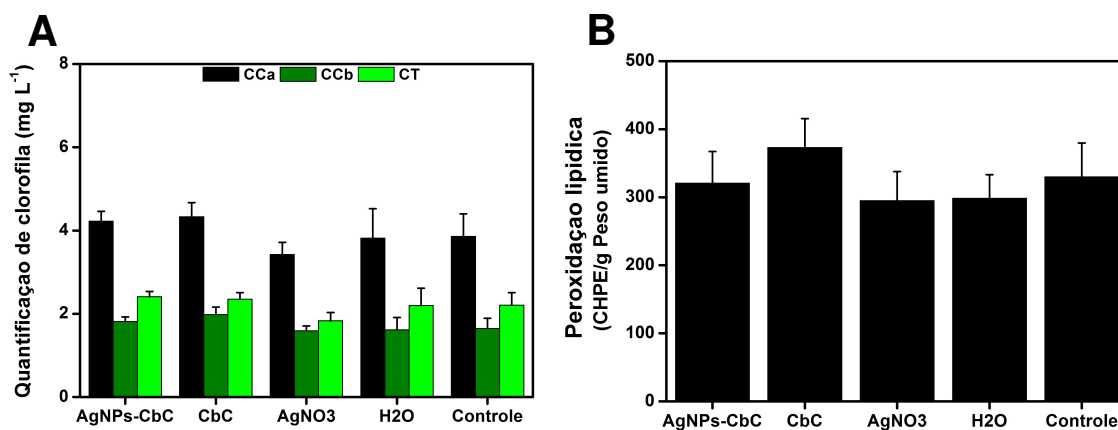 A
Quantificaçao de clorofila (mg L-1)
8
6
4
2
0
CCa CCb CT
AgNPs-CbC CbC AgNO3 H2O Controle
B
Peroxidaçao lipidica
(CHPE/g Peso umido)
500
400
300
200
100
0
AgNPs-CbC CbC AgNO3 H2O Controle